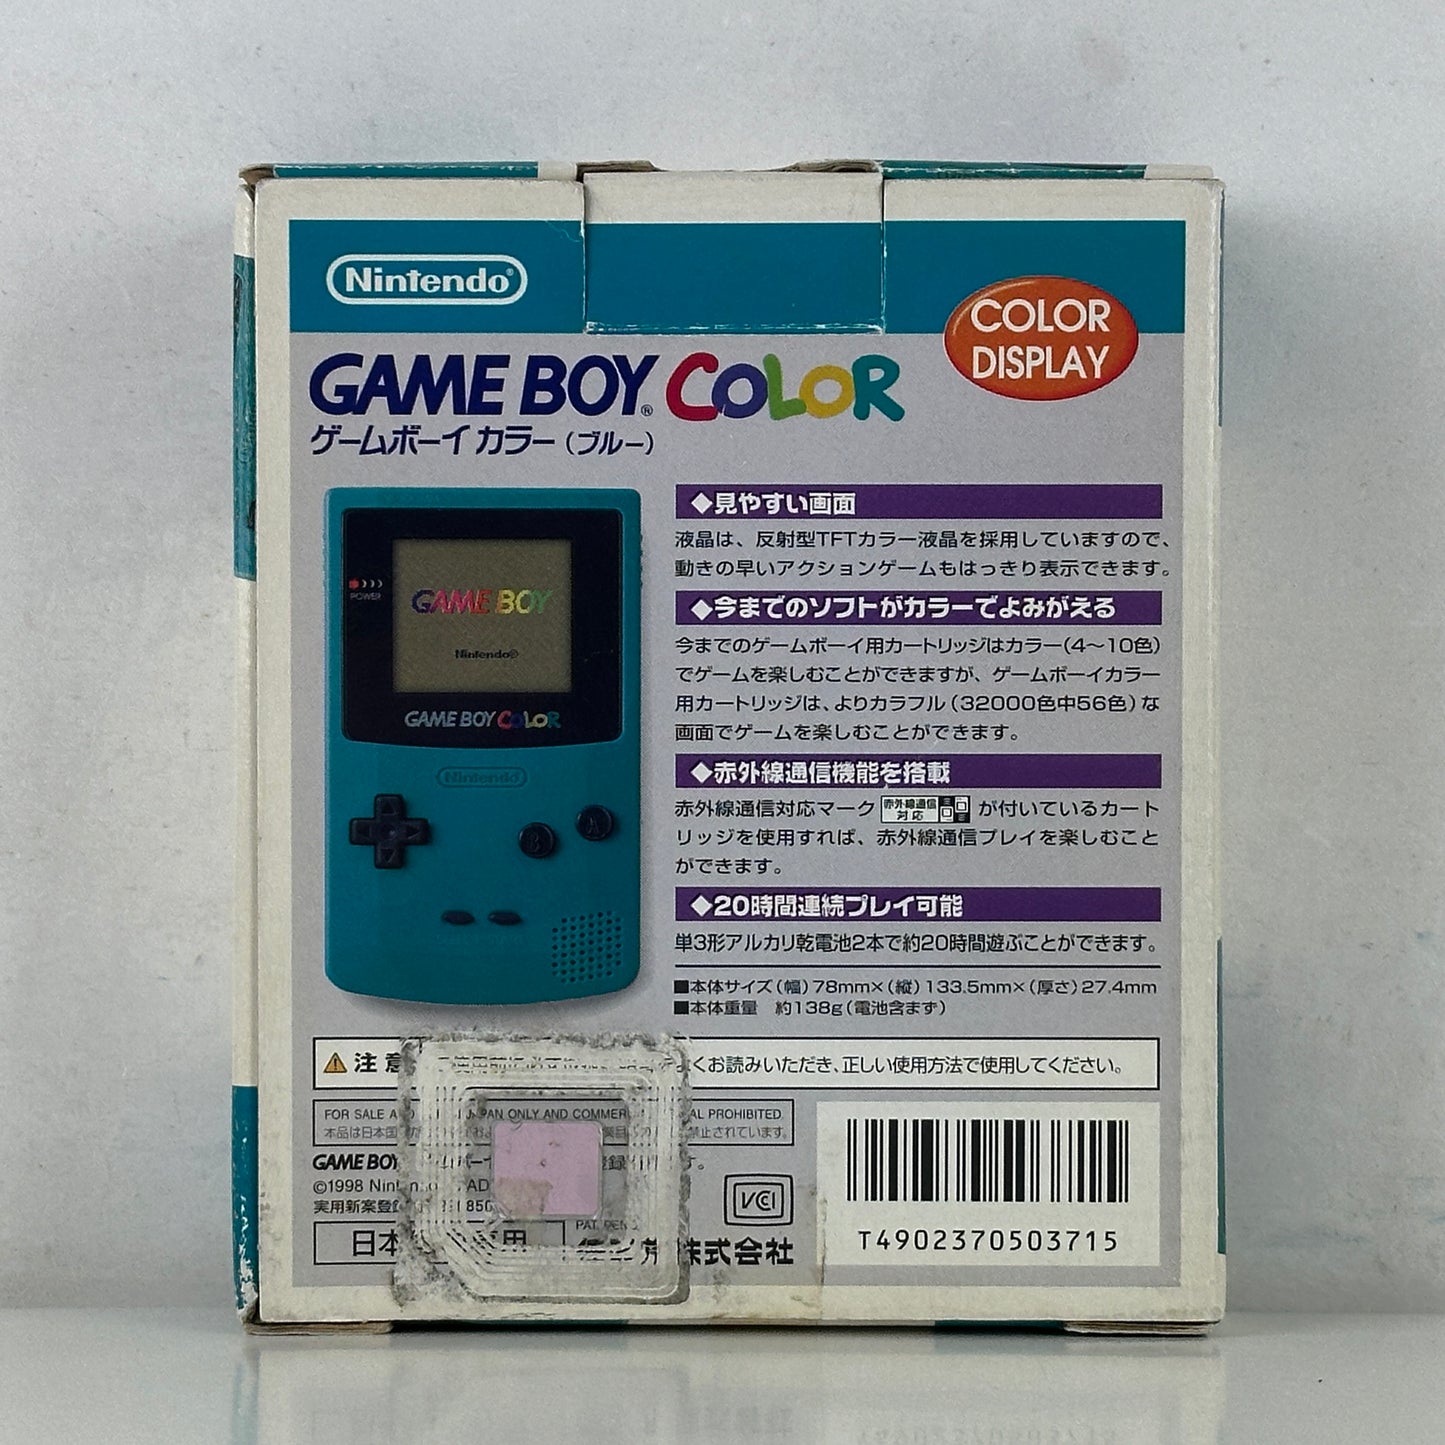 Nintendo®
COLOR
DISPLAY
GAME BOY® COLOR
ゲームボーイ カラー（ブルー）
POWER
GAME BOY
Nintendo®
GAME BOY COLOR
Nintendo
B
A
◆見やすい画面
液晶は、反射型TFTカラー液晶を採用していますので、
動きの早いアクションゲームもはっきり表示できます。
◆今までのソフトがカラーでよみがえる
今までのゲームボーイ用カートリッジはカラー（4〜10色）
でゲームを楽しむことができますが、ゲームボーイカラー
用カートリッジは、よりカラフル（32000色中56色）な
画面でゲームを楽しむことができます。
◆赤外線通信機能を搭載
赤外線通信対応マーク 赤外線通信対応 が付いているカート
リッジを使用すれば、赤外線通信プレイを楽しむこと
ができます。
◆20時間連続プレイ可能
単3形アルカリ乾電池2本で約20時間遊ぶことができます。
■本体サイズ（幅）78mm×（縦）133.5mm×（厚さ）27.4mm
■本体重量 約138g（電池含まず）
注意 よくお読みいただき、正しい使用方法で使用してください。
FOR SALE PAN ONLY AND COMMER AL PROHIBITED.
本品は日本国 禁止されています。
GAME BOY
©1998 Nin
実用新案登
日本 用
PAT. PEND.
株式会社
VCI
T4902370503715